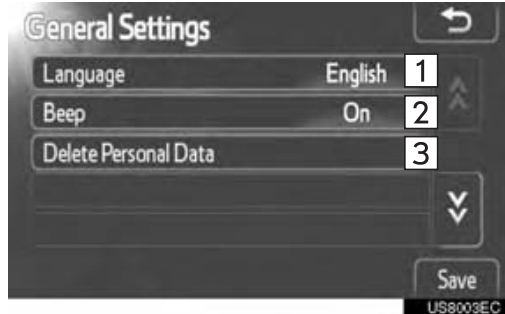 General Settings
Language English 1
Beep On 2
Delete Personal Data 3
Save
US8003EC